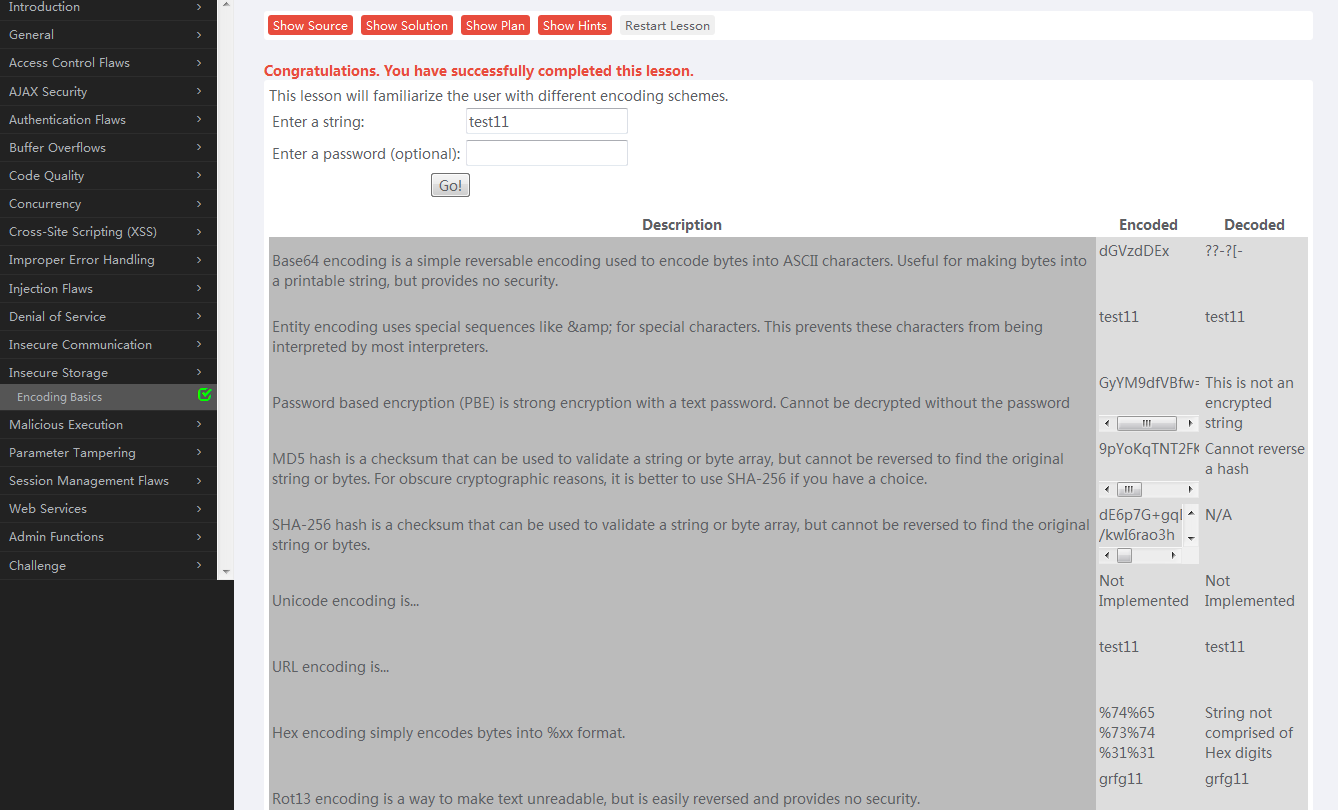 Introduction
General
Access Control Flaws
AJAX Security
Authentication Flaws
Buffer Overflows
Code Quality
Concurrency
Cross-Site Scripting (XSS)
Improper Error Handling
Injection Flaws
Denial of Service
Insecure Communication
Insecure Storage
Encoding Basics
Malicious Execution
Parameter Tampering
Session Management Flaws
Web Services
Admin Functions
Challenge
Show Source Show Solution Show Plan Show Hints Restart Lesson
Congratulations. You have successfully completed this lesson.
This lesson will familiarize the user with different encoding schemes.
Enter a string: test11
Enter a password (optional):
Go!
Description Encoded Decoded
Base64 encoding is a simple reversable encoding used to encode bytes into ASCII characters. Useful for making bytes into
a printable string, but provides no security.
dGVzdDEx
??-?[-
Entity encoding uses special sequences like &amp; for special characters. This prevents these characters from being
interpreted by most interpreters.
test11
test11
Password based encryption (PBE) is strong encryption with a text password. Cannot be decrypted without the password
GyYM9dfVBfw=
This is not an
encrypted
string
MD5 hash is a checksum that can be used to validate a string or byte array, but cannot be reversed to find the original
string or bytes. For obscure cryptographic reasons, it is better to use SHA-256 if you have a choice.
9pYoKqTNT2FK
Cannot reverse
a hash
SHA-256 hash is a checksum that can be used to validate a string or byte array, but cannot be reversed to find the original
string or bytes.
/kwI6rao3h
N/A
Unicode encoding is...
Not
Implemented
Not
Implemented
URL encoding is...
test11
test11
Hex encoding simply encodes bytes into %xx format.
%74%65
%73%74
%31%31
String not
comprised of
Hex digits
Rot13 encoding is a way to make text unreadable, but is easily reversed and provides no security.
grfg11
grfg11